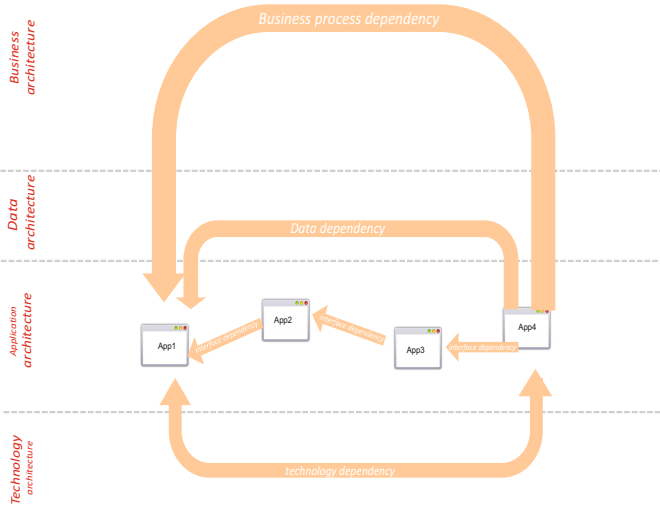 Business process dependency
Business
architecture
Data
architecture
Data dependency
Application
architecture
App1
interface dependency
App2
interface dependency
App3
interface dependency
App4
Technology
architecture
technology dependency